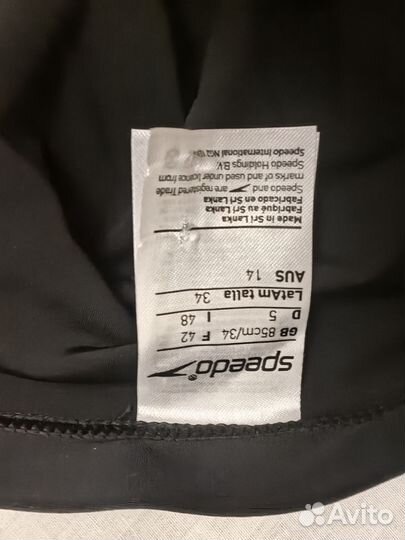 speedo®
GB 85cm/34 F 42
D 5 I 48
LatAm talla 34
AUS 14
Made in Sri Lanka
Fabriqué au Sri Lanka
Fabricado en Sri Lanka
Speedo and are registered Trade
marks of and used under licence from
Speedo Holdings B.V.
Speedo International
Avito